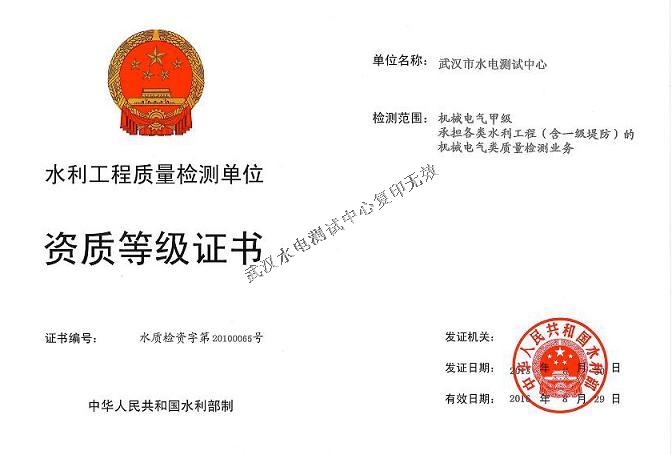 水利工程质量检测单位
资质等级证书
证书编号: 水质检资字第20100065号
中华人民共和国水利部制
单位名称: 武汉市水电测试中心
检测范围: 机械电气甲级
承担各类水利工程（含一级堤防）的
机械电气类质量检测业务
发证机关:
中华人民共和国水利部
发证日期: 年 月 日
有效日期: 2016 年 8 月 29 日
武汉水电测试中心复印无效